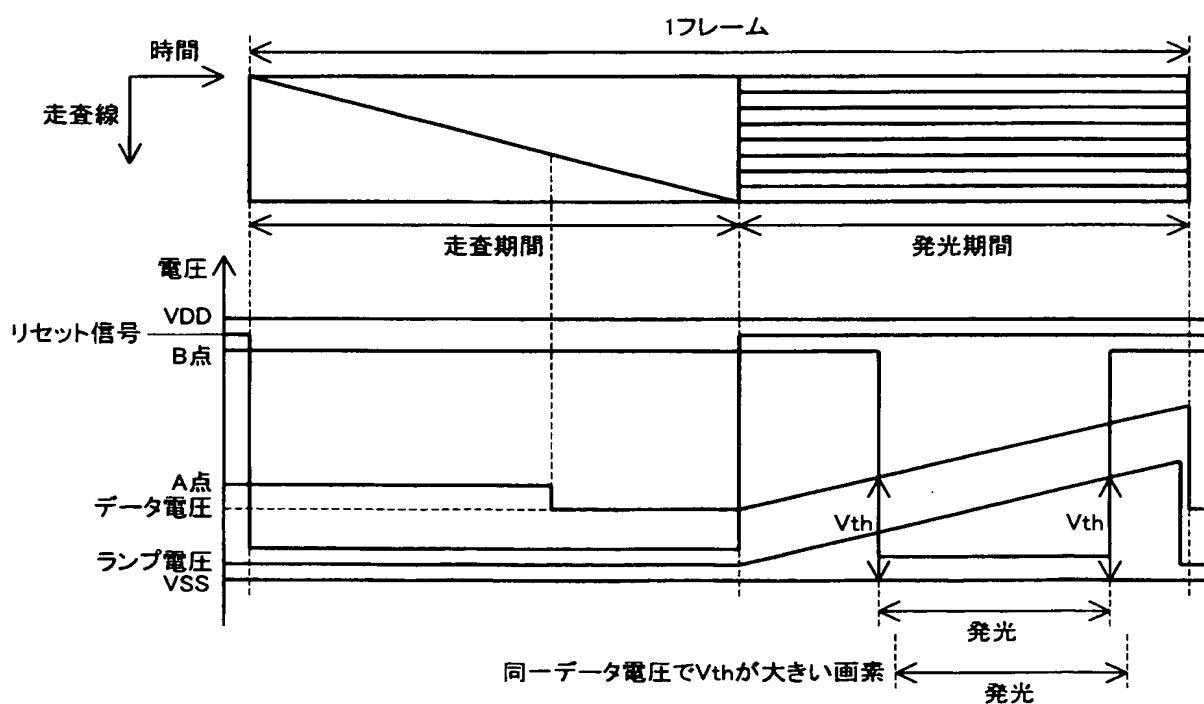 1フレーム
時間
走査線
走査期間
発光期間
電圧
VDD
リセット信号
B点
A点
データ電圧
Vth
Vth
ランプ電圧
VSS
発光
同一データ電圧でVthが大きい画素
発光